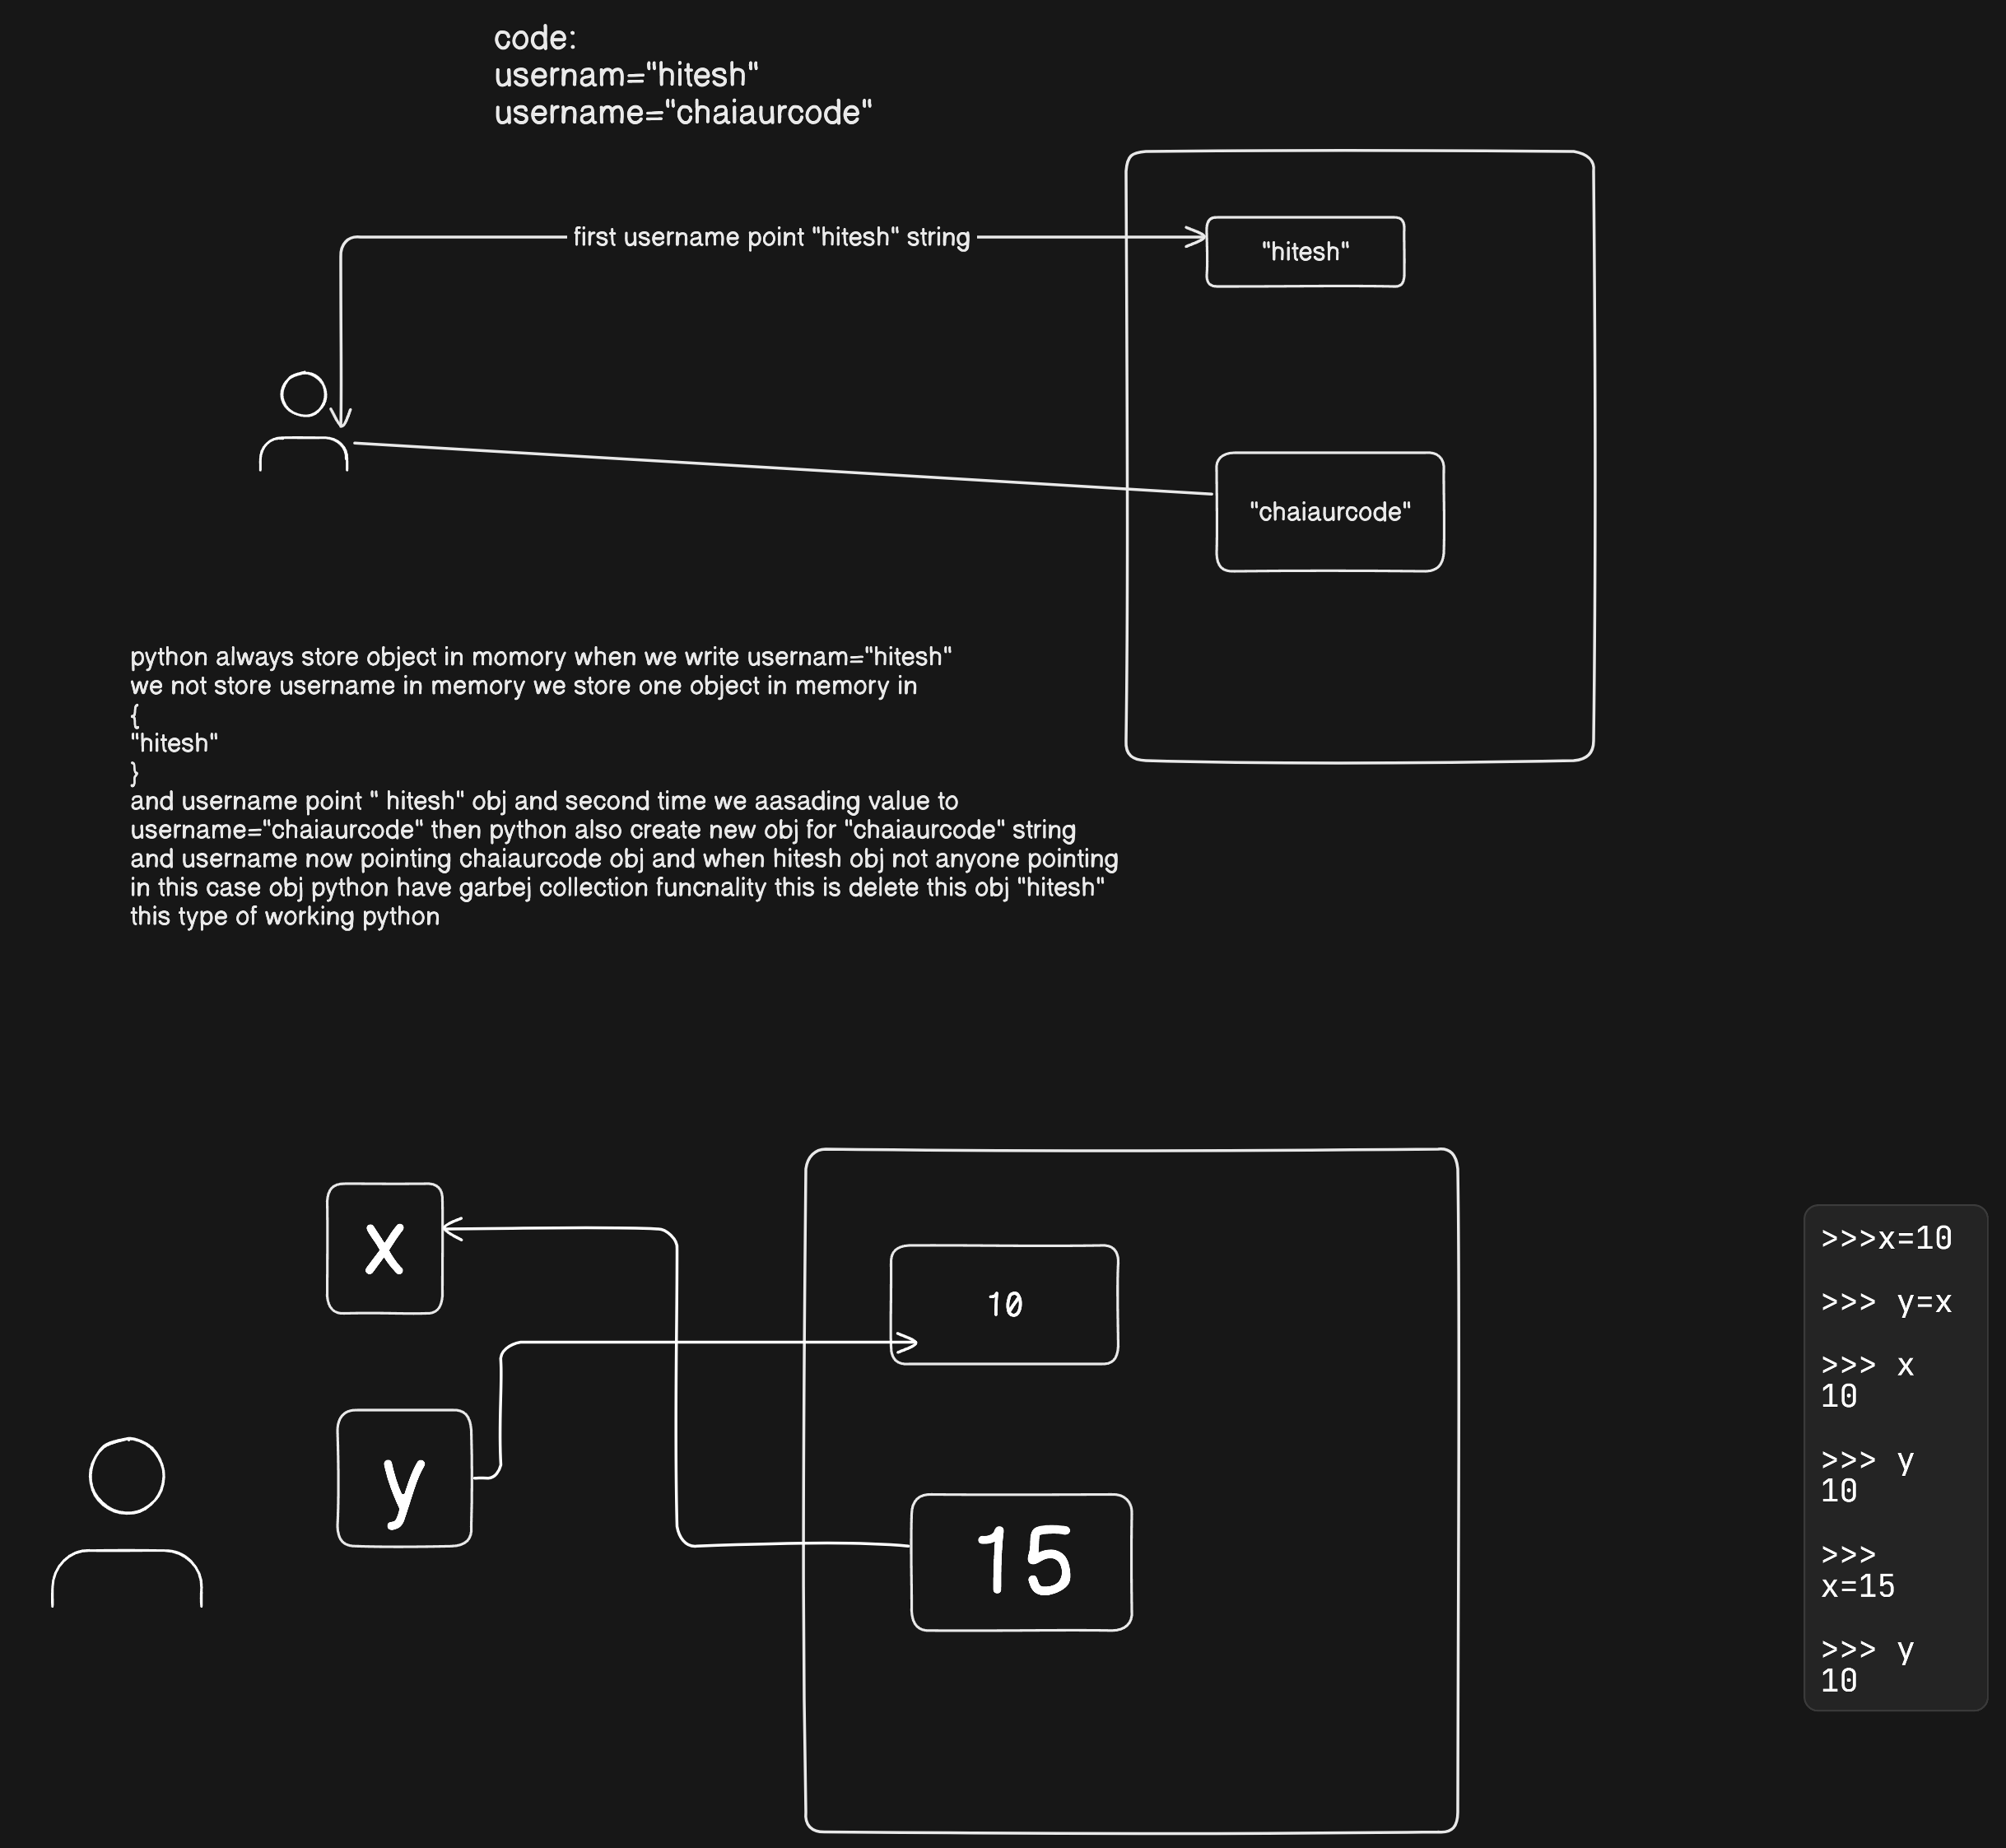 code:
usernam="hitesh"
username="chaiaurcode"
first username point "hitesh" string
"hitesh"
"chaiaurcode"
python always store object in momory when we write usernam="hitesh"
we not store username in memory we store one object in memory in
{
"hitesh"
}
and username point " hitesh" obj and second time we aasading value to
username="chaiaurcode" then python also create new obj for "chaiaurcode" string
and username now pointing chaiaurcode obj and when hitesh obj not anyone pointing
in this case obj python have garbej collection funcnality this is delete this obj "hitesh"
this type of working python
x
10
y
15
>>>x=10
>>> y=x
>>> x
10
>>> y
10
>>>
x=15
>>> y
10